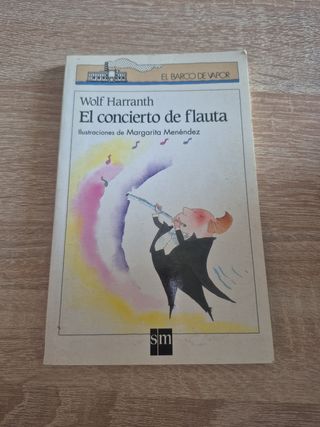 EL BARCO DE VAPOR
Wolf Harranth
El concierto de flauta
Ilustraciones de Margarita Menéndez
sm